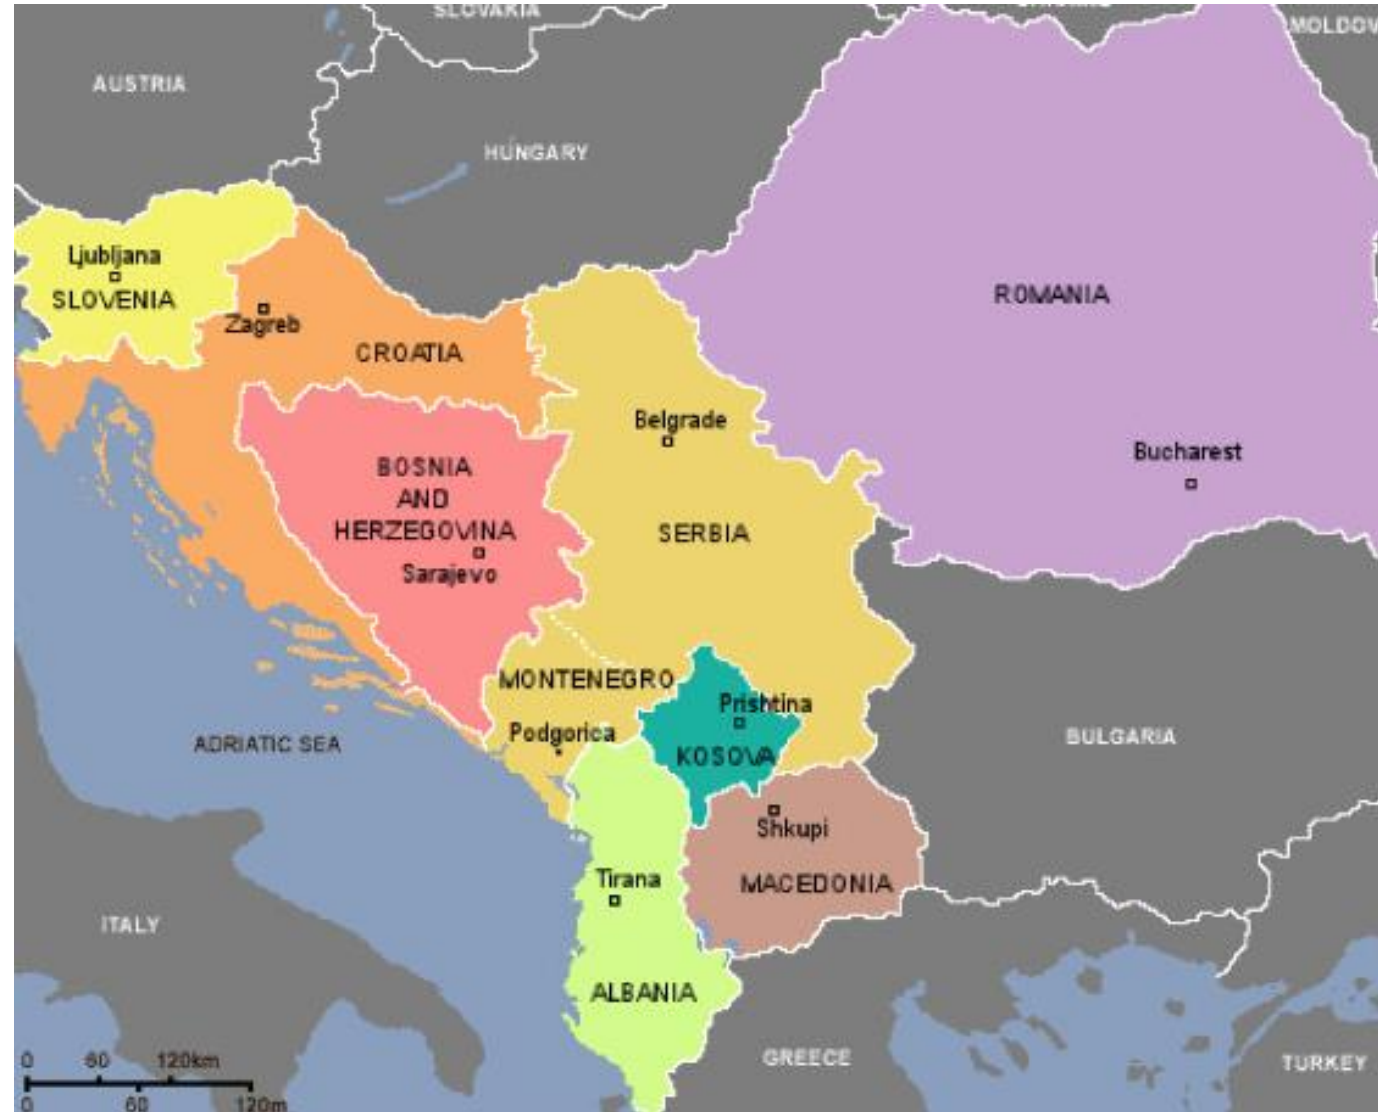 SLOVAKIA
MOLDOV
AUSTRIA
HUNGARY
Ljubljana
SLOVENIA
ROMANIA
Zagreb
CROATIA
Belgrade
Bucharest
BOSNIA
AND
HERZEGOVINA
SERBIA
Sarajevo
MONTENEGRO
Prishtina
Podgorica
KOSOVA
ADRIATIC SEA
BULGARIA
Shkupi
Tirana
MACEDONIA
ITALY
ALBANIA
GREECE
TURKEY
0 60 120km
0 60 120m